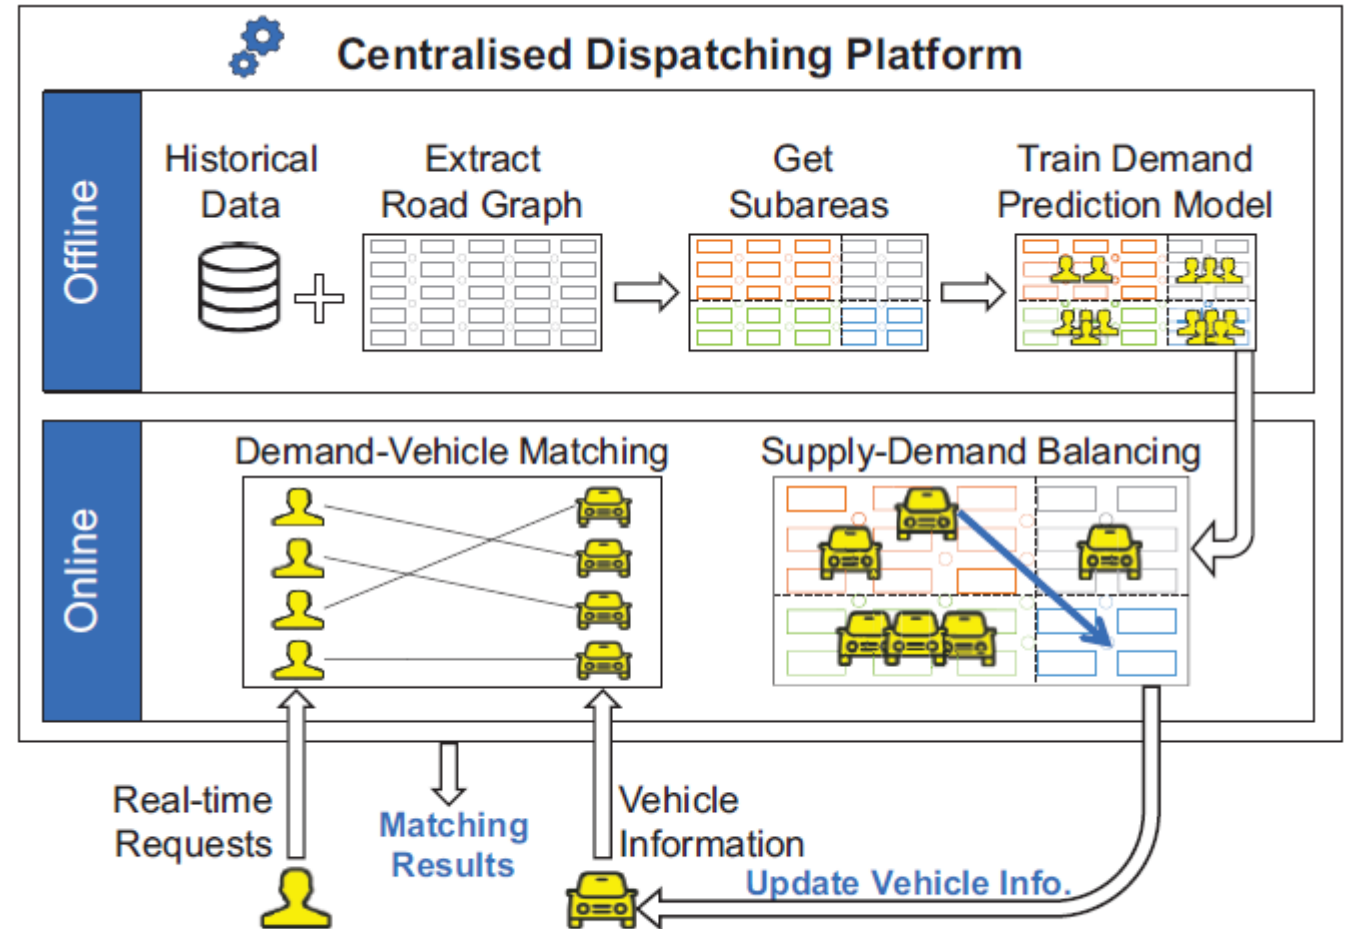 Centralised Dispatching Platform
Offline
Historical
Data
Extract
Road Graph
Get
Subareas
Train Demand
Prediction Model
Online
Demand-Vehicle Matching
Supply-Demand Balancing
Real-time
Requests
Matching
Results
Vehicle
Information
Update Vehicle Info.